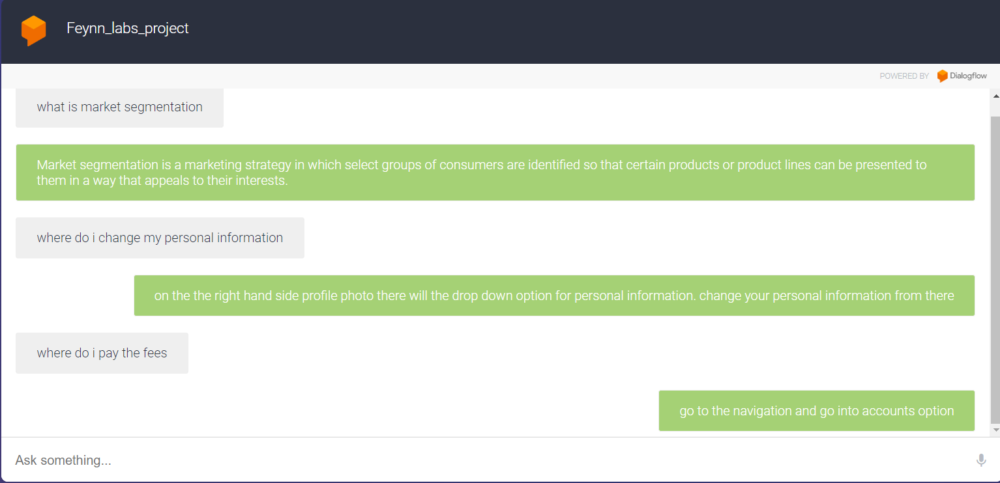 Feynn_labs_project
POWERED BY Dialogflow
what is market segmentation
Market segmentation is a marketing strategy in which select groups of consumers are identified so that certain products or product lines can be presented to
them in a way that appeals to their interests.
where do i change my personal information
on the the right hand side profile photo there will the drop down option for personal information. change your personal information from there
where do i pay the fees
go to the navigation and go into accounts option
Ask something...